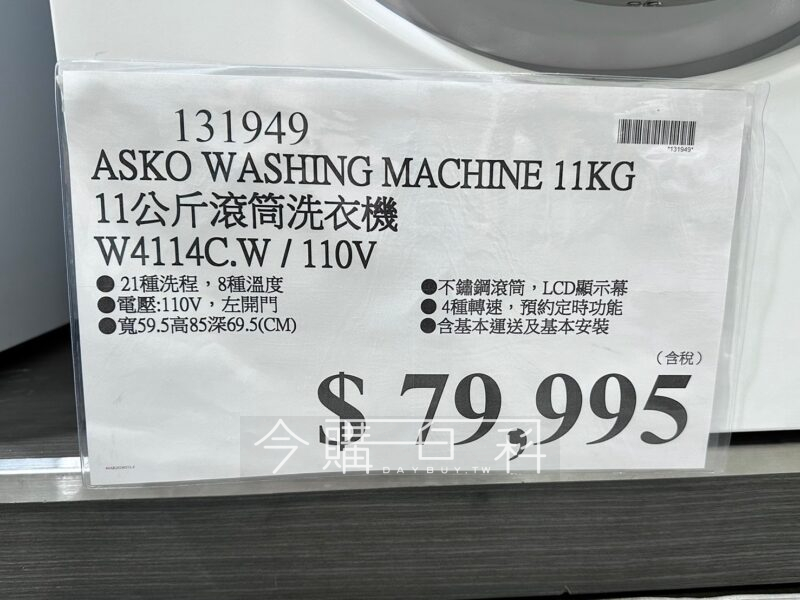 131949
*131949*
ASKO WASHING MACHINE 11KG
11公斤滾筒洗衣機
W4114C.W / 110V
●21種洗程，8種溫度
●電壓:110V，左開門
●寬59.5高85深69.5(CM)
●不鏽鋼滾筒，LCD顯示幕
●4種轉速，預約定時功能
●含基本運送及基本安裝
（含稅）
$ 79,995
今購百科
DAYBUY.TW